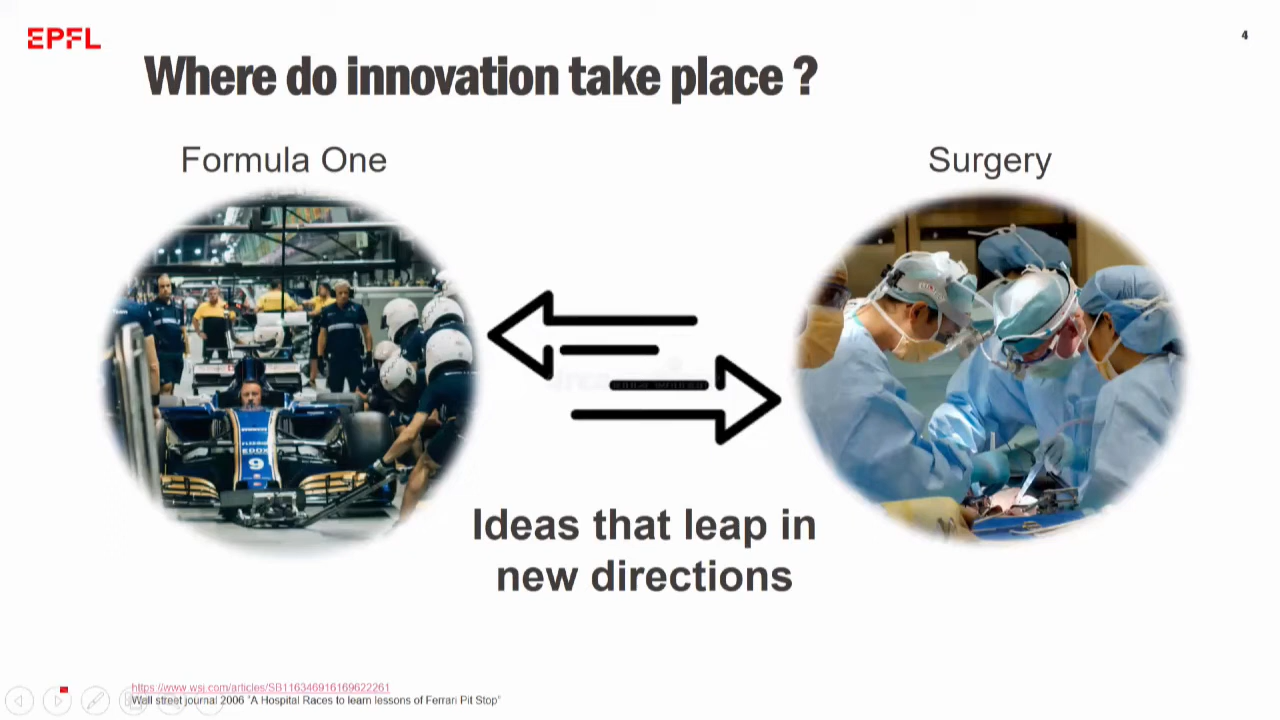 EPFL
4
Where do innovation take place ?
Formula One
Surgery
9
Ideas that leap in
new directions
https://www.wsj.com/articles/SB116346916169622261
Wall street journal 2006 "A Hospital Races to learn lessons of Ferrari Pit Stop"